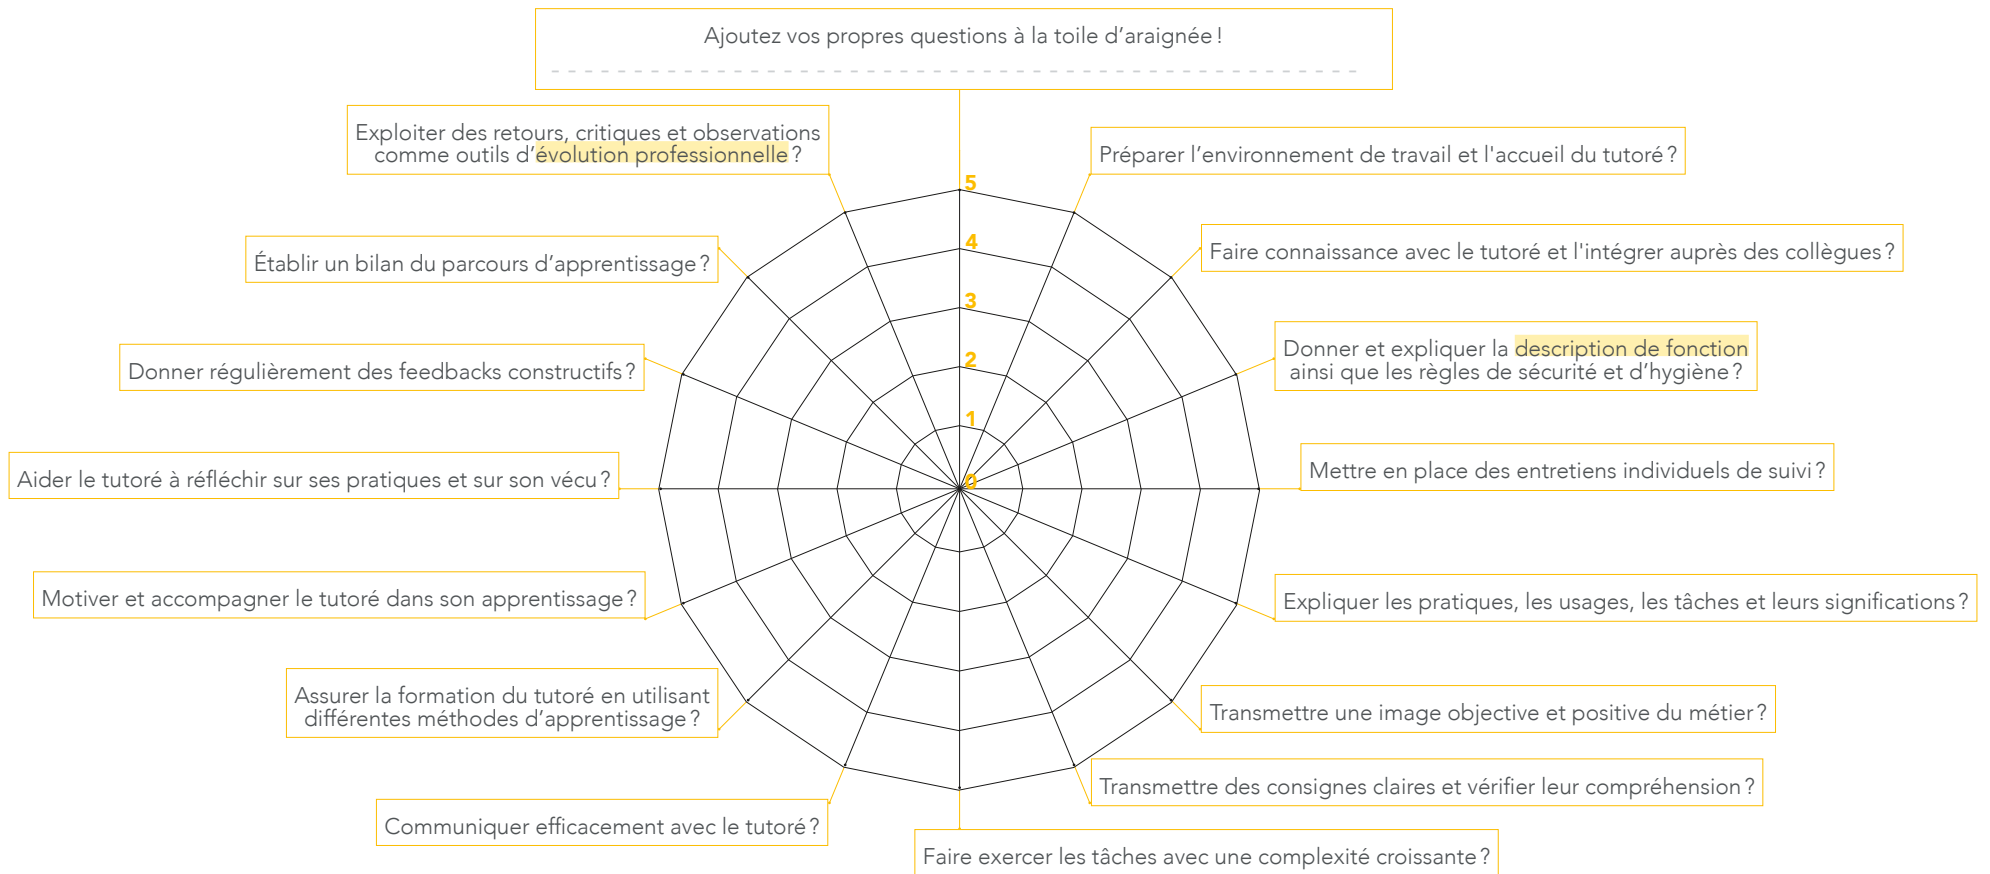 Ajoutez vos propres questions à la toile d’araignée !
Exploiter des retours, critiques et observations
comme outils d’évolution professionnelle ?
Préparer l’environnement de travail et l'accueil du tutoré ?
5
Établir un bilan du parcours d’apprentissage ?
4
Faire connaissance avec le tutoré et l'intégrer auprès des collègues ?
3
Donner régulièrement des feedbacks constructifs ?
2
Donner et expliquer la description de fonction
ainsi que les règles de sécurité et d’hygiène ?
1
Aider le tutoré à réfléchir sur ses pratiques et sur son vécu ?
0
Mettre en place des entretiens individuels de suivi ?
Motiver et accompagner le tutoré dans son apprentissage ?
Expliquer les pratiques, les usages, les tâches et leurs significations ?
Assurer la formation du tutoré en utilisant
différentes méthodes d’apprentissage ?
Transmettre une image objective et positive du métier ?
Transmettre des consignes claires et vérifier leur compréhension ?
Communiquer efficacement avec le tutoré ?
Faire exercer les tâches avec une complexité croissante ?